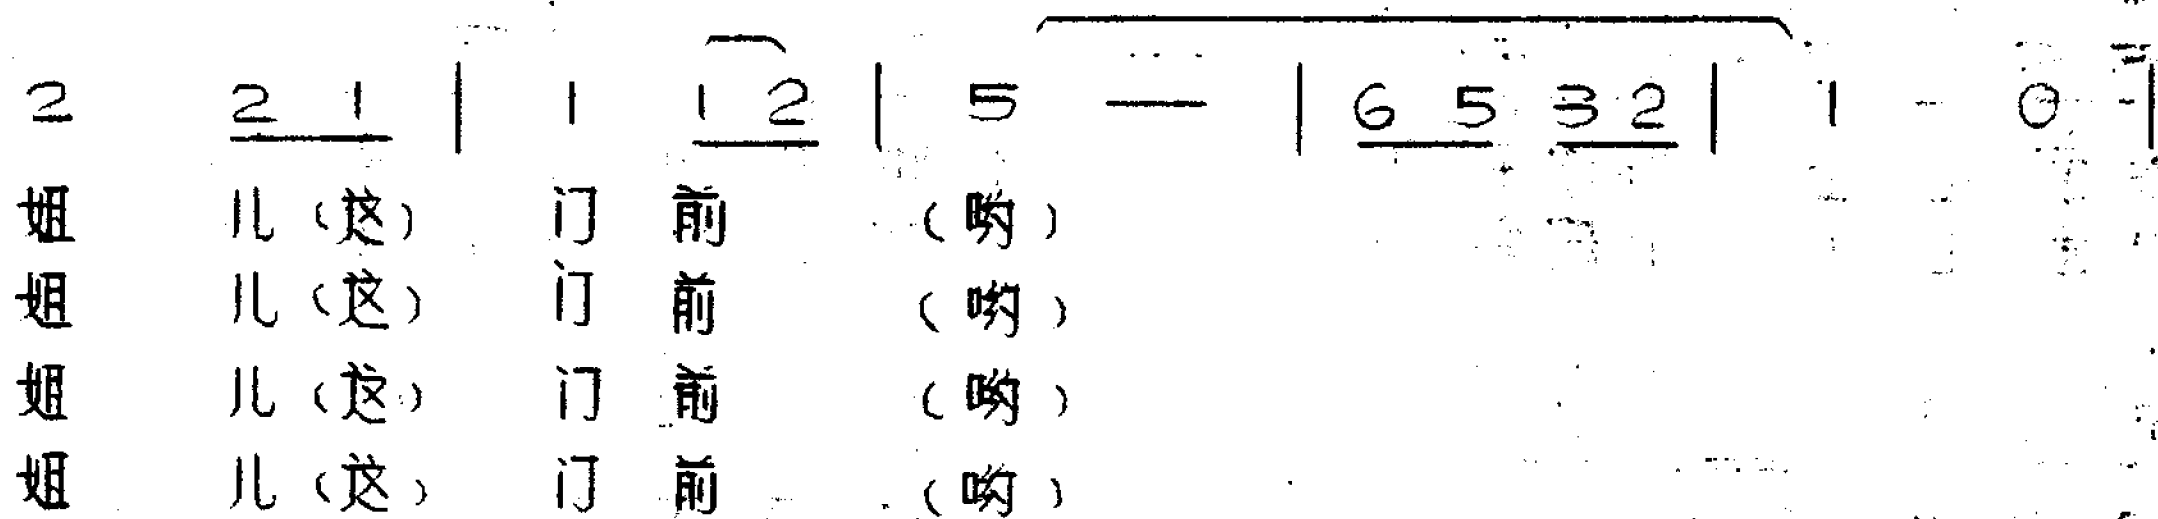 2 2 1 | 1 1 2 | 5 — | 6 5 3 2 | 1 - 0 |
姐 儿（这） 门 前 （哟）
姐 儿（这） 门 前 （哟）
姐 儿（这） 门 前 （哟）
姐 儿（这） 门 前 （哟）